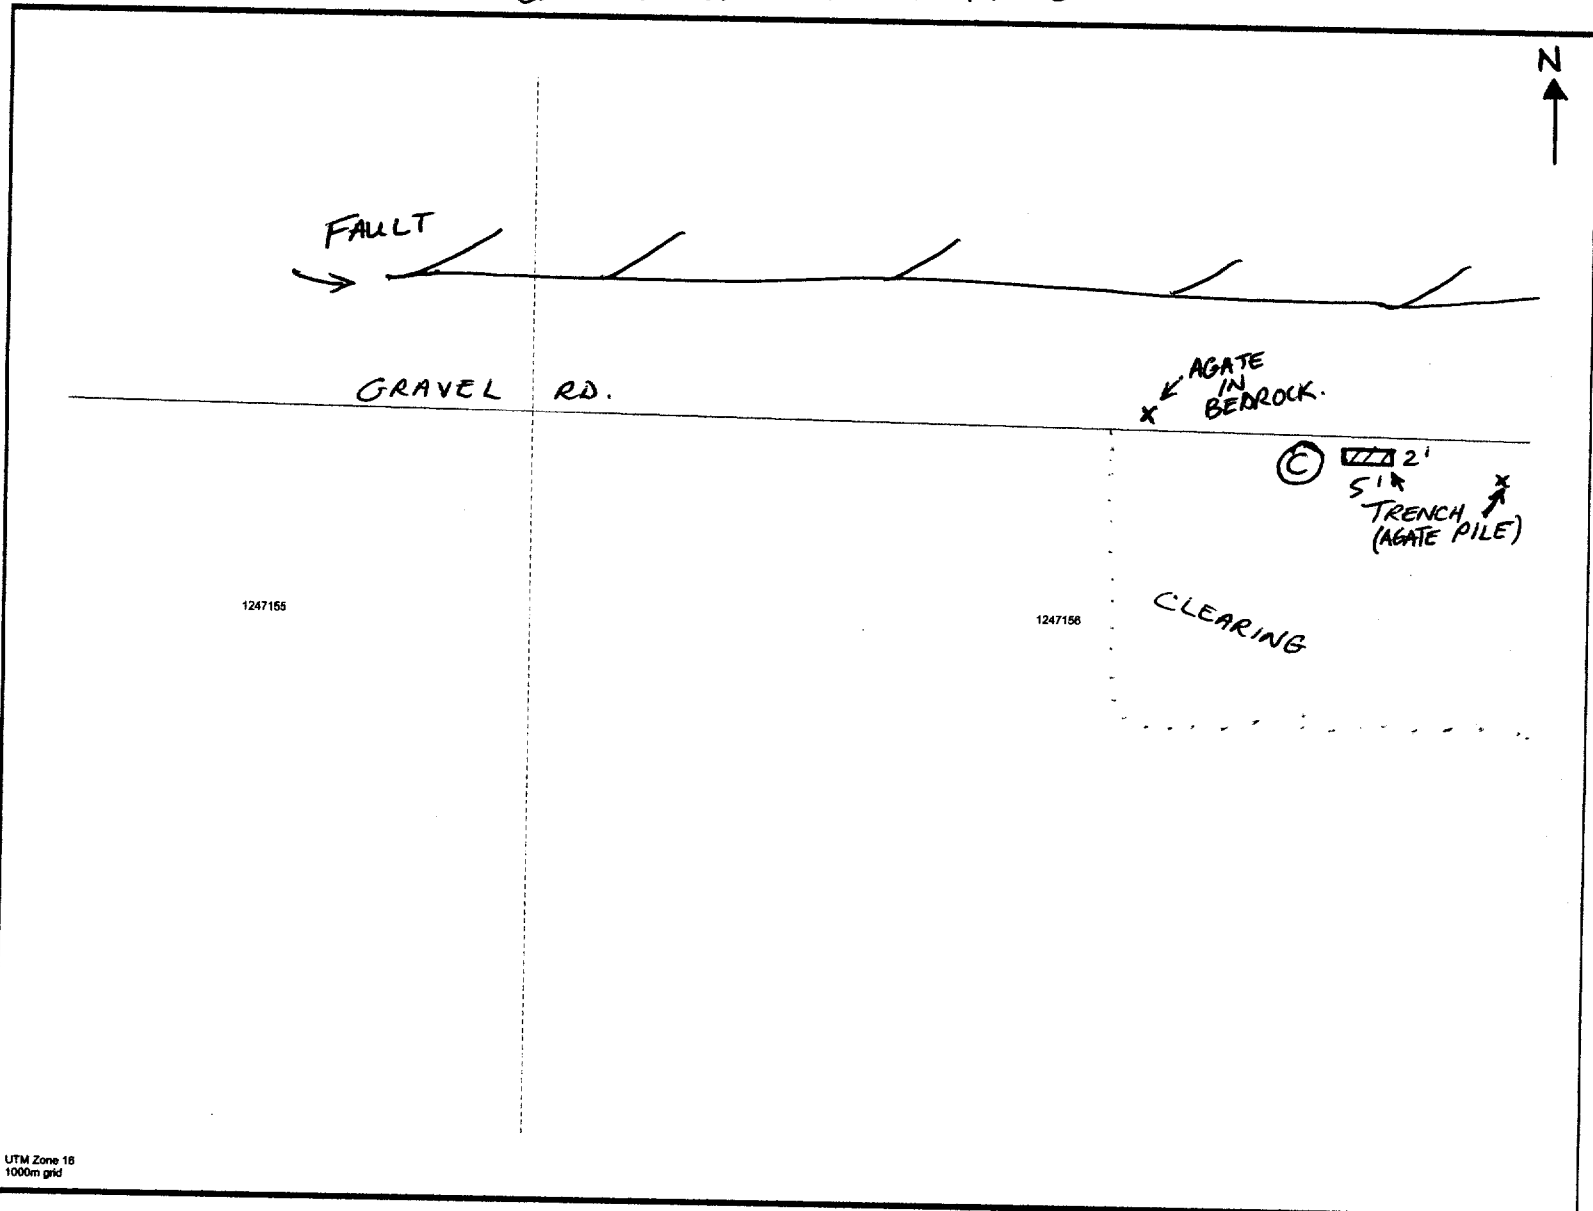 N
FAULT
GRAVEL RD.
AGATE
IN
BEDROCK.
C
2'
5'
TRENCH
(AGATE PILE)
1247155
1247156
CLEARING
UTM Zone 16
1000m grid